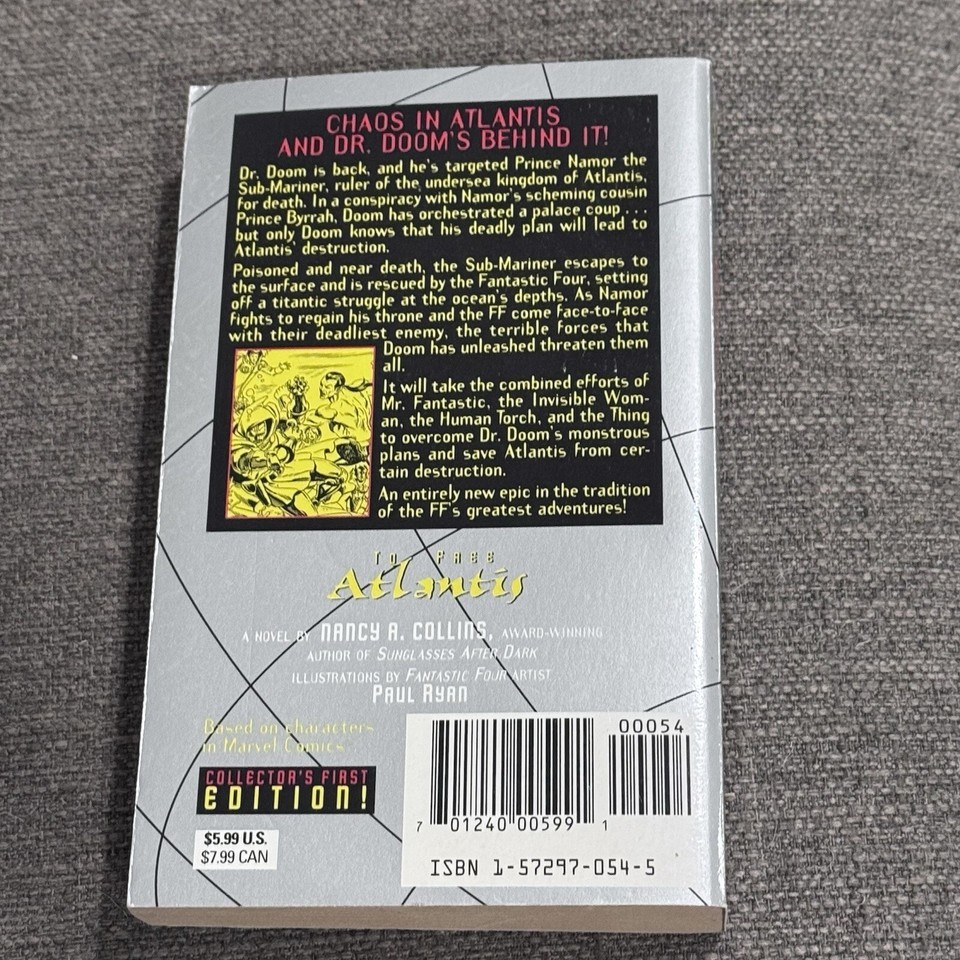 CHAOS IN ATLANTIS
AND DR. DOOM'S BEHIND IT!
Dr. Doom is back, and he's targeted Prince Namor the
Sub-Mariner, ruler of the undersea kingdom of Atlantis,
for death. In a conspiracy with Namor's scheming cousin
Prince Byrrah, Doom has orchestrated a palace coup . . .
but only Doom knows that his deadly plan will lead to
Atlantis' destruction.
Poisoned and near death, the Sub-Mariner escapes to
the surface and is rescued by the Fantastic Four, setting
off a titantic struggle at the ocean's depths. As Namor
fights to regain his throne and the FF come face-to-face
with their deadliest enemy, the terrible forces that
Doom has unleashed threaten them
all.
It will take the combined efforts of
Mr. Fantastic, the Invisible Wom-
an, the Human Torch, and the Thing
to overcome Dr. Doom's monstrous
plans and save Atlantis from cer-
tain destruction.
An entirely new epic in the tradition
of the FF's greatest adventures!
TO FREE
Atlantis
A NOVEL BY NANCY A. COLLINS, AWARD-WINNING
AUTHOR OF SUNGLASSES AFTER DARK
ILLUSTRATIONS BY FANTASTIC FOUR ARTIST
PAUL RYAN
Based on characters
in Marvel Comics.
COLLECTOR'S FIRST
EDITION!
$5.99 U.S.
$7.99 CAN
00054
7 01240 00599 1
ISBN 1-57297-054-5